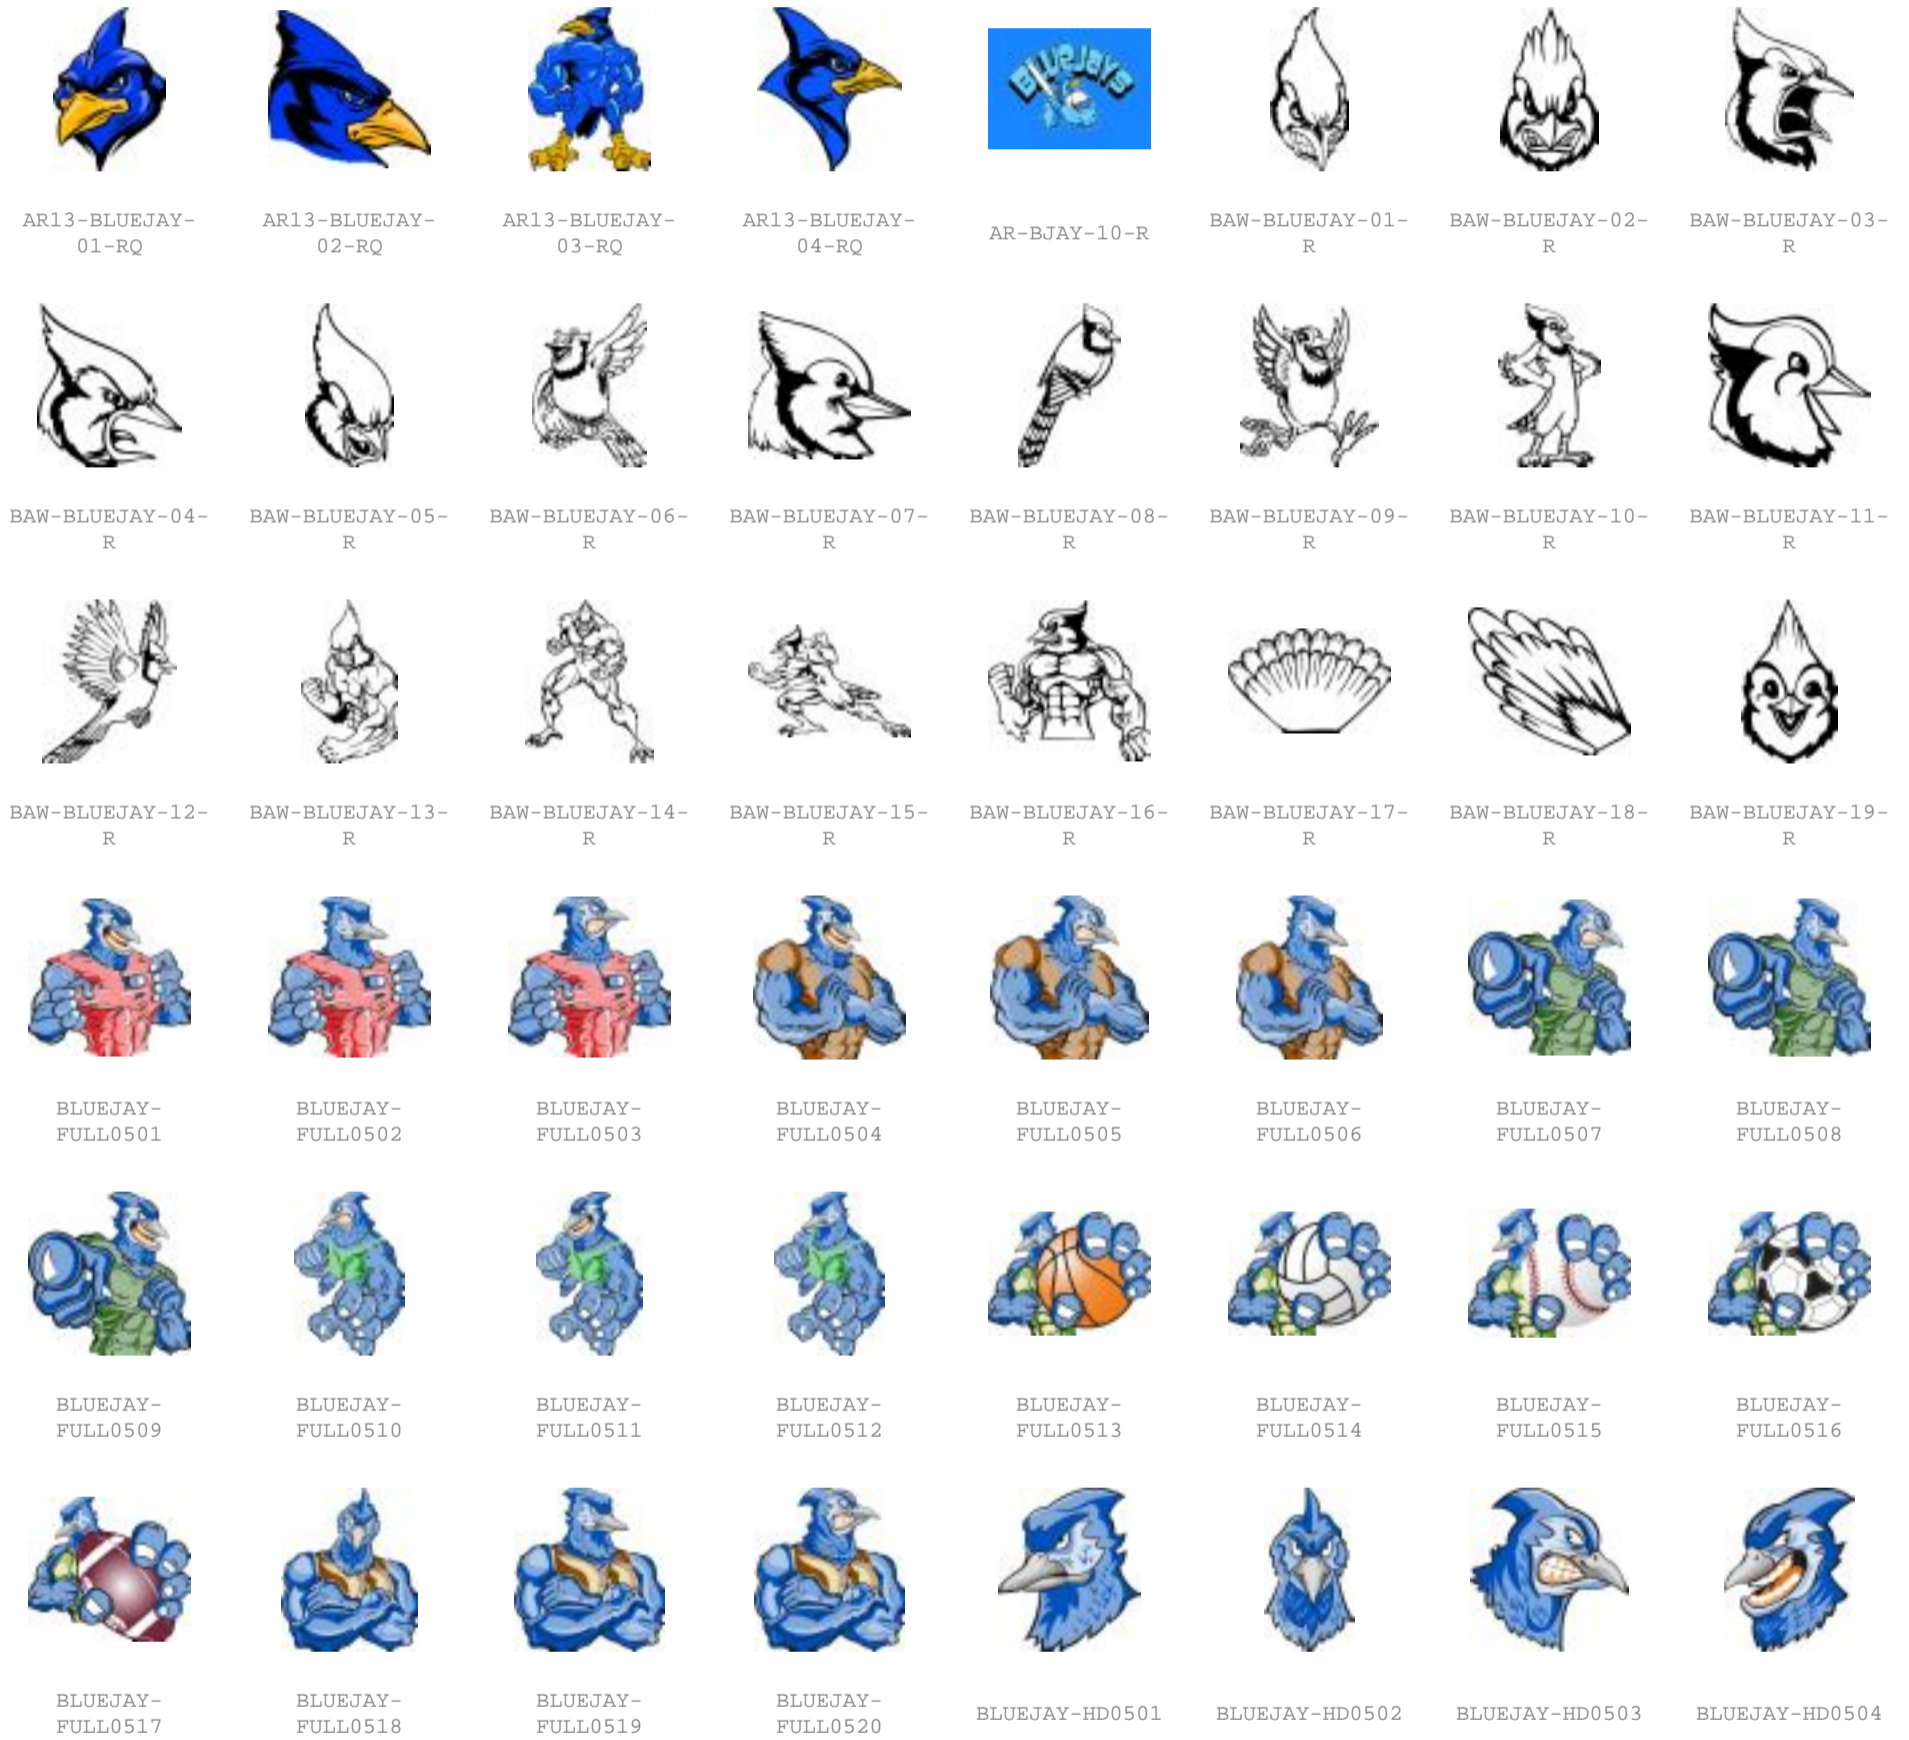 BLUEJAYS
AR13-BLUEJAY-
01-RQ
AR13-BLUEJAY-
02-RQ
AR13-BLUEJAY-
03-RQ
AR13-BLUEJAY-
04-RQ
AR-BJAY-10-R
BAW-BLUEJAY-01-
R
BAW-BLUEJAY-02-
R
BAW-BLUEJAY-03-
R
BAW-BLUEJAY-04-
R
BAW-BLUEJAY-05-
R
BAW-BLUEJAY-06-
R
BAW-BLUEJAY-07-
R
BAW-BLUEJAY-08-
R
BAW-BLUEJAY-09-
R
BAW-BLUEJAY-10-
R
BAW-BLUEJAY-11-
R
BAW-BLUEJAY-12-
R
BAW-BLUEJAY-13-
R
BAW-BLUEJAY-14-
R
BAW-BLUEJAY-15-
R
BAW-BLUEJAY-16-
R
BAW-BLUEJAY-17-
R
BAW-BLUEJAY-18-
R
BAW-BLUEJAY-19-
R
BLUEJAY-
FULL0501
BLUEJAY-
FULL0502
BLUEJAY-
FULL0503
BLUEJAY-
FULL0504
BLUEJAY-
FULL0505
BLUEJAY-
FULL0506
BLUEJAY-
FULL0507
BLUEJAY-
FULL0508
BLUEJAY-
FULL0509
BLUEJAY-
FULL0510
BLUEJAY-
FULL0511
BLUEJAY-
FULL0512
BLUEJAY-
FULL0513
BLUEJAY-
FULL0514
BLUEJAY-
FULL0515
BLUEJAY-
FULL0516
BLUEJAY-
FULL0517
BLUEJAY-
FULL0518
BLUEJAY-
FULL0519
BLUEJAY-
FULL0520
BLUEJAY-HD0501
BLUEJAY-HD0502
BLUEJAY-HD0503
BLUEJAY-HD0504